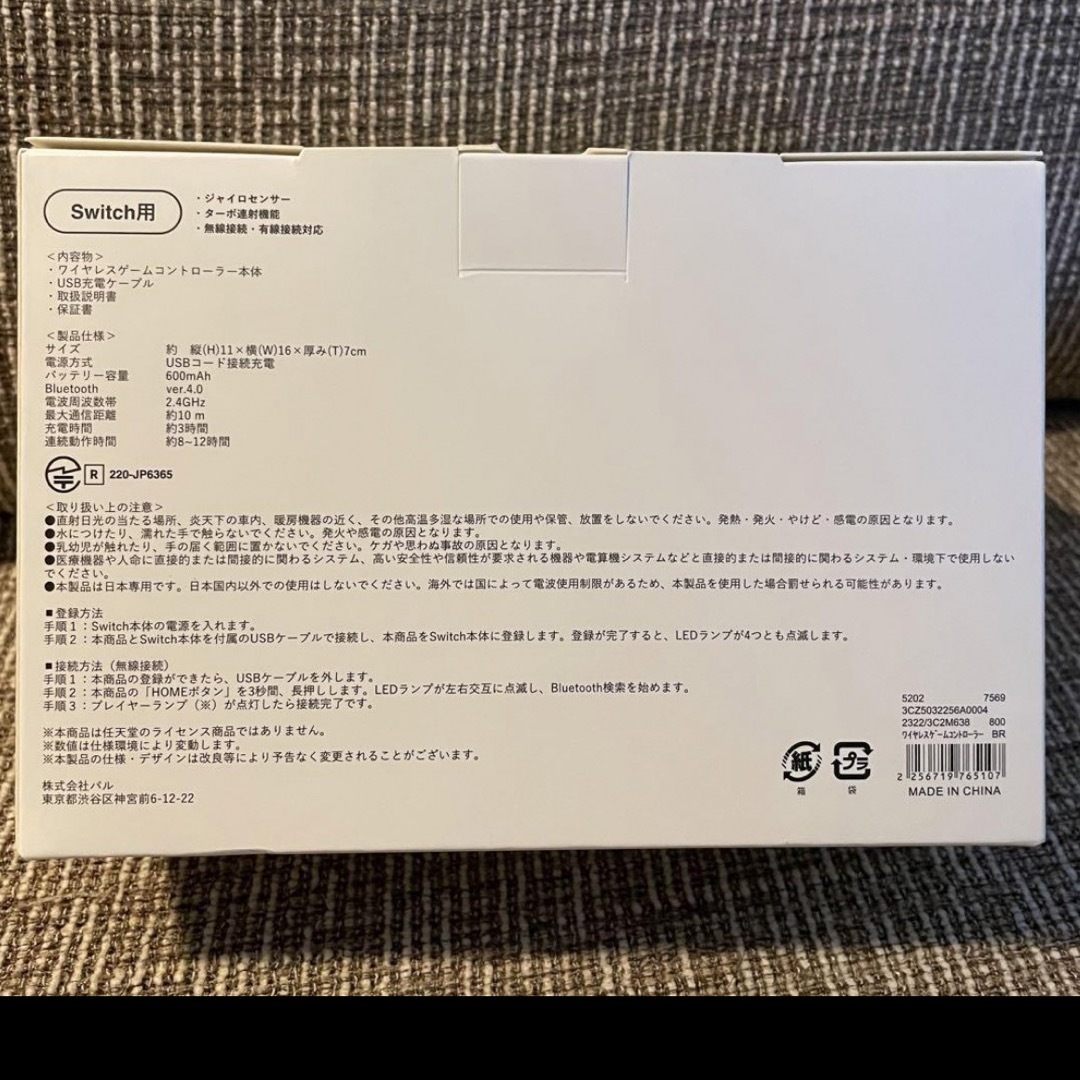 Switch用
・ジャイロセンサー
・ターボ連射機能
・無線接続・有線接続対応
＜内容物＞
・ワイヤレスゲームコントローラー本体
・USB充電ケーブル
・取扱説明書
・保証書
＜製品仕様＞
サイズ 約 縦(H)11×横(W)16×厚み(T)7cm
電源方式 USBコード接続充電
バッテリー容量 600mAh
Bluetooth ver.4.0
電波周波数帯 2.4GHz
最大通信距離 約10 m
充電時間 約3時間
連続動作時間 約8~12時間
R 220-JP6365
＜取り扱い上の注意＞
●直射日光の当たる場所、炎天下の車内、暖房機器の近く、その他高温多湿な場所での使用や保管、放置をしないでください。発熱・発火・やけど・感電の原因となります。
●水につけたり、濡れた手で触らないでください。発火や感電の原因となります。
●乳幼児が触れたり、手の届く範囲に置かないでください。ケガや思わぬ事故の原因となります。
●医療機器や人命に直接的または間接的に関わるシステム、高い安全性や信頼性が要求される機器や電算機システムなどと直接的または間接的に関わるシステム・環境下で使用しない
でください。
●本製品は日本専用です。日本国内以外での使用はしないでください。海外では国によって電波使用制限があるため、本製品を使用した場合罰せられる可能性があります。
■登録方法
手順１：Switch本体の電源を入れます。
手順２：本商品とSwitch本体を付属のUSBケーブルで接続し、本商品をSwitch本体に登録します。登録が完了すると、LEDランプが4つとも点滅します。
■接続方法（無線接続）
手順１：本商品の登録ができたら、USBケーブルを外します。
手順２：本商品の「HOMEボタン」を3秒間、長押しします。LEDランプが左右交互に点滅し、Bluetooth検索を始めます。
手順３：プレイヤーランプ（※）が点灯したら接続完了です。
※本商品は任天堂のライセンス商品ではありません。
※数値は仕様環境により変動します。
※本製品の仕様・デザインは改良等により予告なく変更されることがございます。
株式会社パル
東京都渋谷区神宮前6-12-22
5202 7569
3CZ5032256A0004
2322/3C2M638 800
ﾜｲﾔﾚｽｹﾞｰﾑｺﾝﾄﾛｰﾗｰ BR
2 256719 765107
MADE IN CHINA
紙
箱
プラ
袋